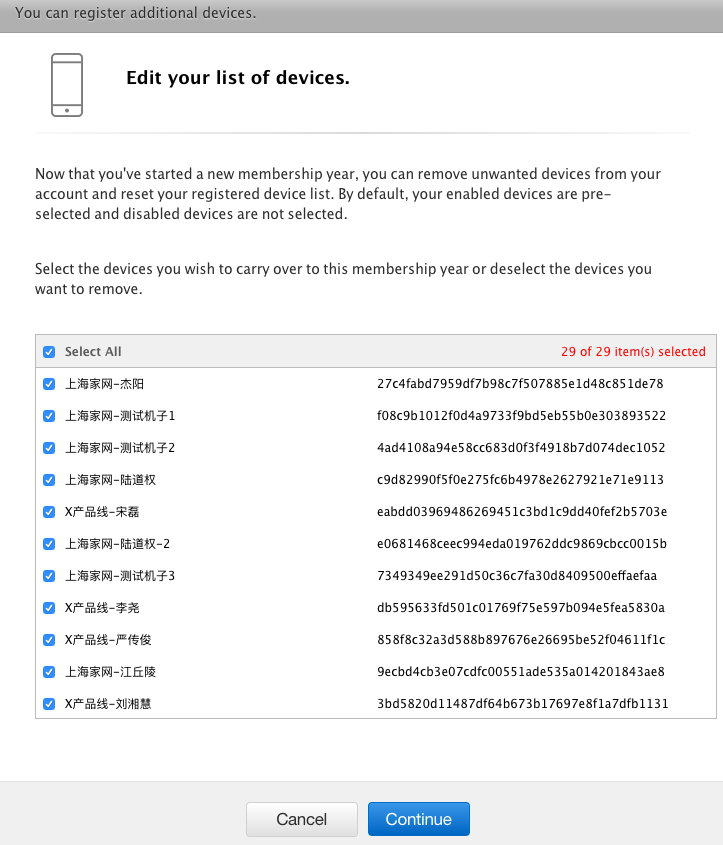 You can register additional devices.
Edit your list of devices.
Now that you've started a new membership year, you can remove unwanted devices from your
account and reset your registered device list. By default, your enabled devices are pre-
selected and disabled devices are not selected.
Select the devices you wish to carry over to this membership year or deselect the devices you
want to remove.
Select All 29 of 29 item(s) selected
上海家网-杰阳 27c4fabd7959df7b98c7f507885e1d48c851de78
上海家网-测试机子1 f08c9b1012f0d4a9733f9bd5eb55b0e303893522
上海家网-测试机子2 4ad4108a94e58cc683d0f3f4918b7d074dec1052
上海家网-陆道权 c9d82990f5f0e275fc6b4978e2627921e71e9113
X产品线-宋磊 eabdd03969486269451c3bd1c9dd40fef2b5703e
上海家网-陆道权-2 e0681468ceec994eda019762ddc9869cbcc0015b
上海家网-测试机子3 7349349ee291d50c36c7fa30d8409500effaefaa
X产品线-李尧 db595633fd501c01769f75e597b094e5fea5830a
X产品线-严传俊 858f8c32a3d588b897676e26695be52f04611f1c
上海家网-江丘陵 9ecbd4cb3e07cdfc00551ade535a014201843ae8
X产品线-刘湘慧 3bd5820d11487df64b673b17697e8f1a7dfb1131
Cancel Continue